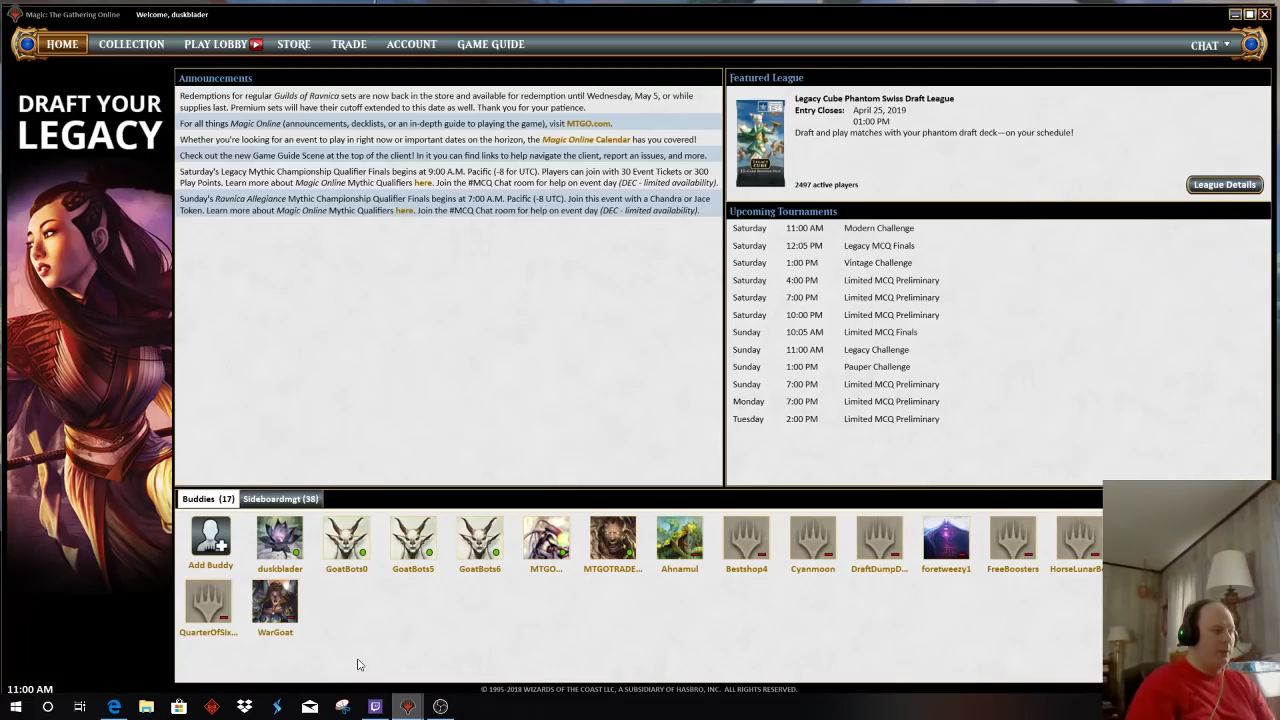 Magic: The Gathering Online Welcome, duskblader
HOME COLLECTION PLAY LOBBY STORE TRADE ACCOUNT GAME GUIDE CHAT
DRAFT YOUR
LEGACY
Announcements
Redemptions for regular Guilds of Ravnica sets are now back in the store and available for redemption until Wednesday, May 5, or while
supplies last. Premium sets will have their cutoff extended to this date as well. Thank you for your patience.
For all things Magic Online (announcements, decklists, or an in-depth guide to playing the game), visit MTGO.com.
Whether you're looking for an event to play in right now or important dates on the horizon, the Magic Online Calendar has you covered!
Check out the new Game Guide Scene at the top of the client! In it you can find links to help navigate the client, report an issues, and more.
Saturday's Legacy Mythic Championship Qualifier Finals begins at 9:00 A.M. Pacific (-8 for UTC). Players can join with 30 Event Tickets or 300
Play Points. Learn more about Magic Online Mythic Qualifiers here. Join the #MCQ Chat room for help on event day (DEC - limited availability).
Sunday's Ravnica Allegiance Mythic Championship Qualifier Finals begins at 7:00 A.M. Pacific (-8 UTC). Join this event with a Chandra or Jace
Token. Learn more about Magic Online Mythic Qualifiers here. Join the #MCQ Chat room for help on event day (DEC - limited availability).
Featured League
Legacy Cube Phantom Swiss Draft League
Entry Closes: April 25, 2019
01:00 PM
Draft and play matches with your phantom draft deck—on your schedule!
LEGACY
CUBE
2497 active players
League Details
Upcoming Tournaments
Saturday 11:00 AM Modern Challenge
Saturday 12:05 PM Legacy MCQ Finals
Saturday 1:00 PM Vintage Challenge
Saturday 4:00 PM Limited MCQ Preliminary
Saturday 7:00 PM Limited MCQ Preliminary
Saturday 10:00 PM Limited MCQ Preliminary
Sunday 10:05 AM Limited MCQ Finals
Sunday 11:00 AM Legacy Challenge
Sunday 1:00 PM Pauper Challenge
Sunday 7:00 PM Limited MCQ Preliminary
Monday 7:00 PM Limited MCQ Preliminary
Tuesday 2:00 PM Limited MCQ Preliminary
Buddies (17) Sideboardmgt (38)
Add Buddy duskblader GoatBots0 GoatBots5 GoatBots6 MTGO... MTGOTRADE... Ahnamul Bestshop4 Cyanmoon DraftDumpD... foretweezy1 FreeBoosters HorseLunarB
QuarterOfSix... WarGoat
11:00 AM
© 1995-2018 WIZARDS OF THE COAST LLC, A SUBSIDIARY OF HASBRO, INC. ALL RIGHTS RESERVED.